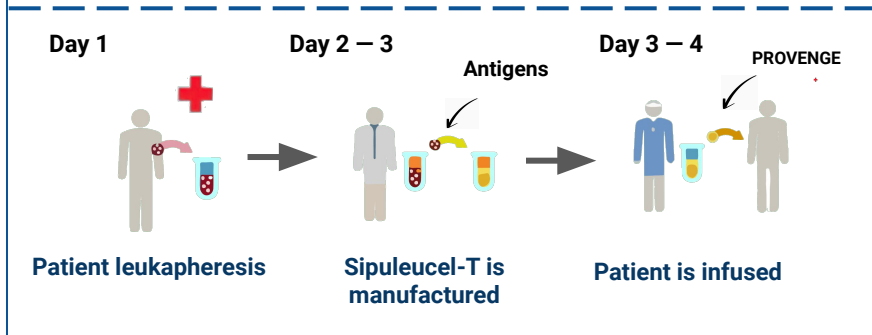 Day 1
Day 2 – 3
Day 3 – 4
Antigens
PROVENGE
Patient leukapheresis
Sipuleucel-T is
manufactured
Patient is infused